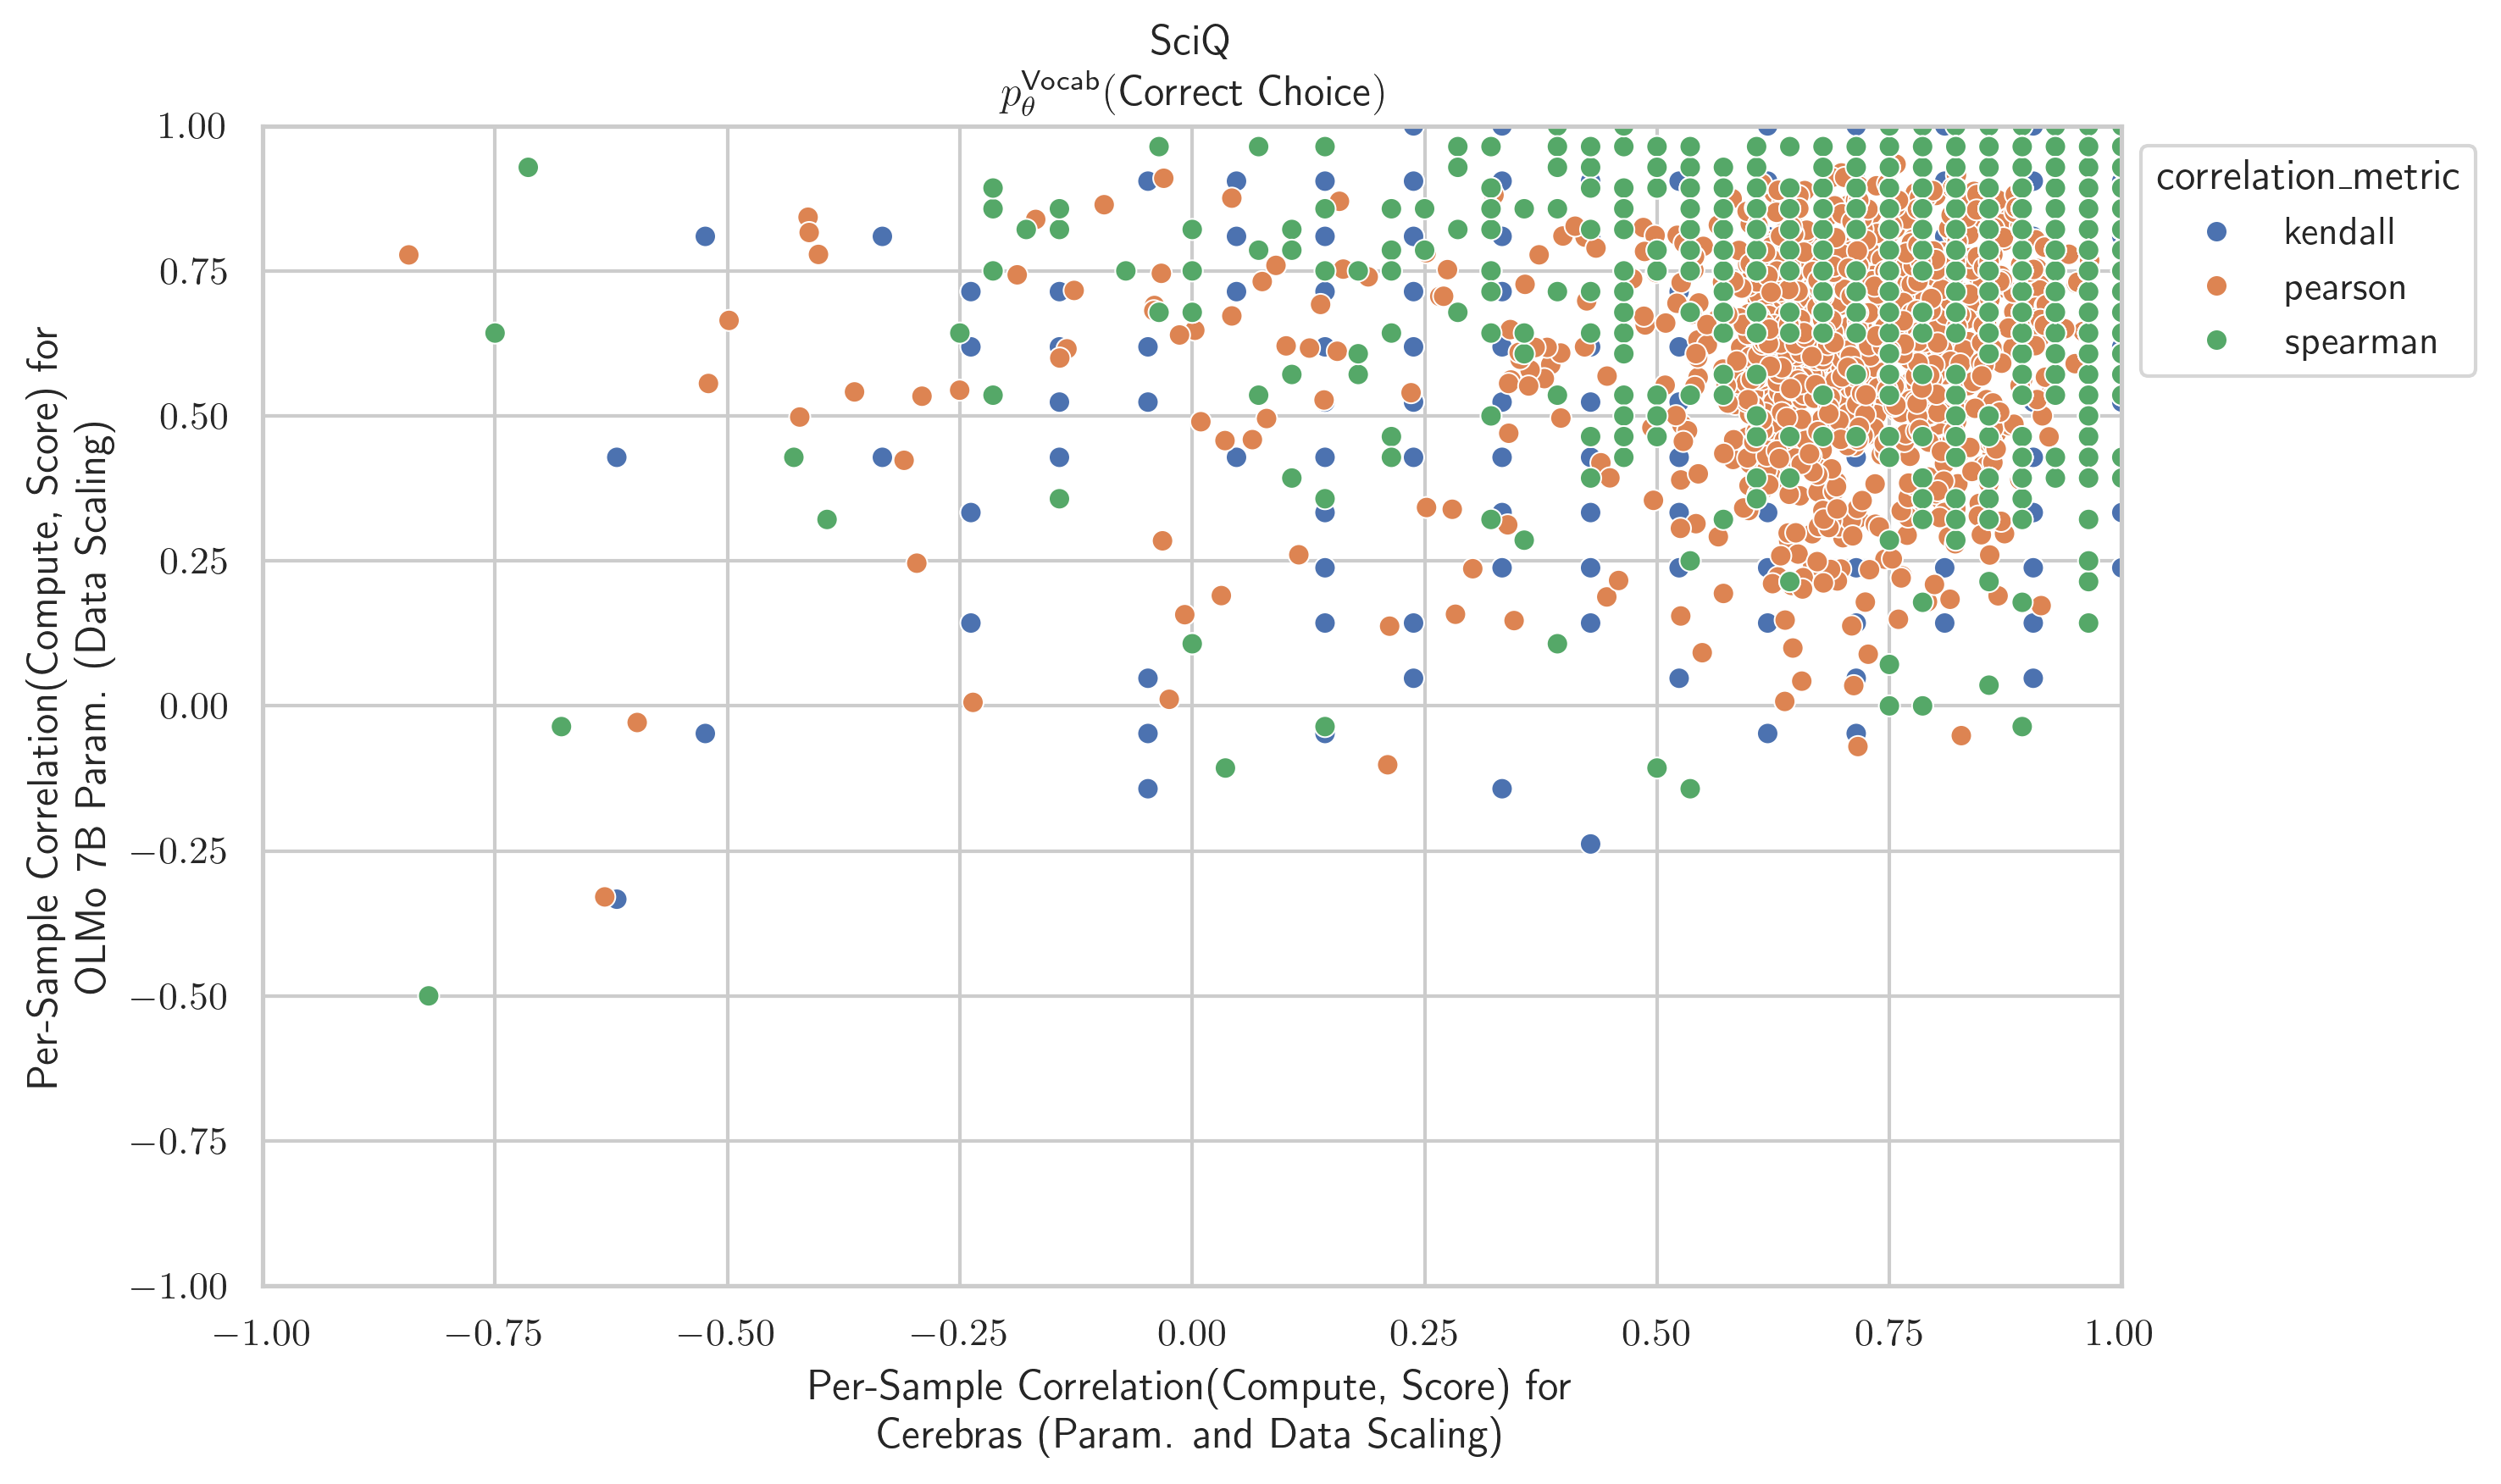 SciQ
p_θ^Vocab(Correct Choice)
1.00
0.75
0.50
0.25
0.00
−0.25
−0.50
−0.75
−1.00
Per-Sample Correlation(Compute, Score) for
OLMo 7B Param. (Data Scaling)
−1.00 −0.75 −0.50 −0.25 0.00 0.25 0.50 0.75 1.00
Per-Sample Correlation(Compute, Score) for
Cerebras (Param. and Data Scaling)
correlation_metric
kendall
pearson
spearman